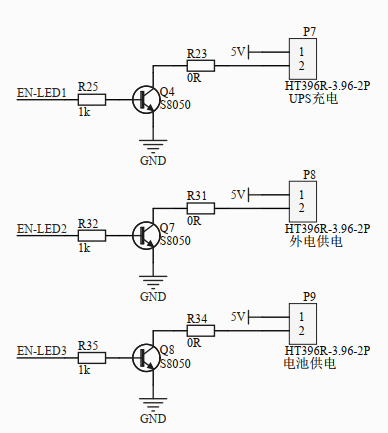 P7
R23
5V
1
2
0R
HT396R-3.96-2P
UPS充电
R25
Q4
EN-LED1
S8050
1k
GND
P8
R31
5V
1
2
0R
HT396R-3.96-2P
外电供电
R32
Q7
EN-LED2
S8050
1k
GND
P9
R34
5V
1
2
0R
HT396R-3.96-2P
电池供电
R35
Q8
EN-LED3
S8050
1k
GND